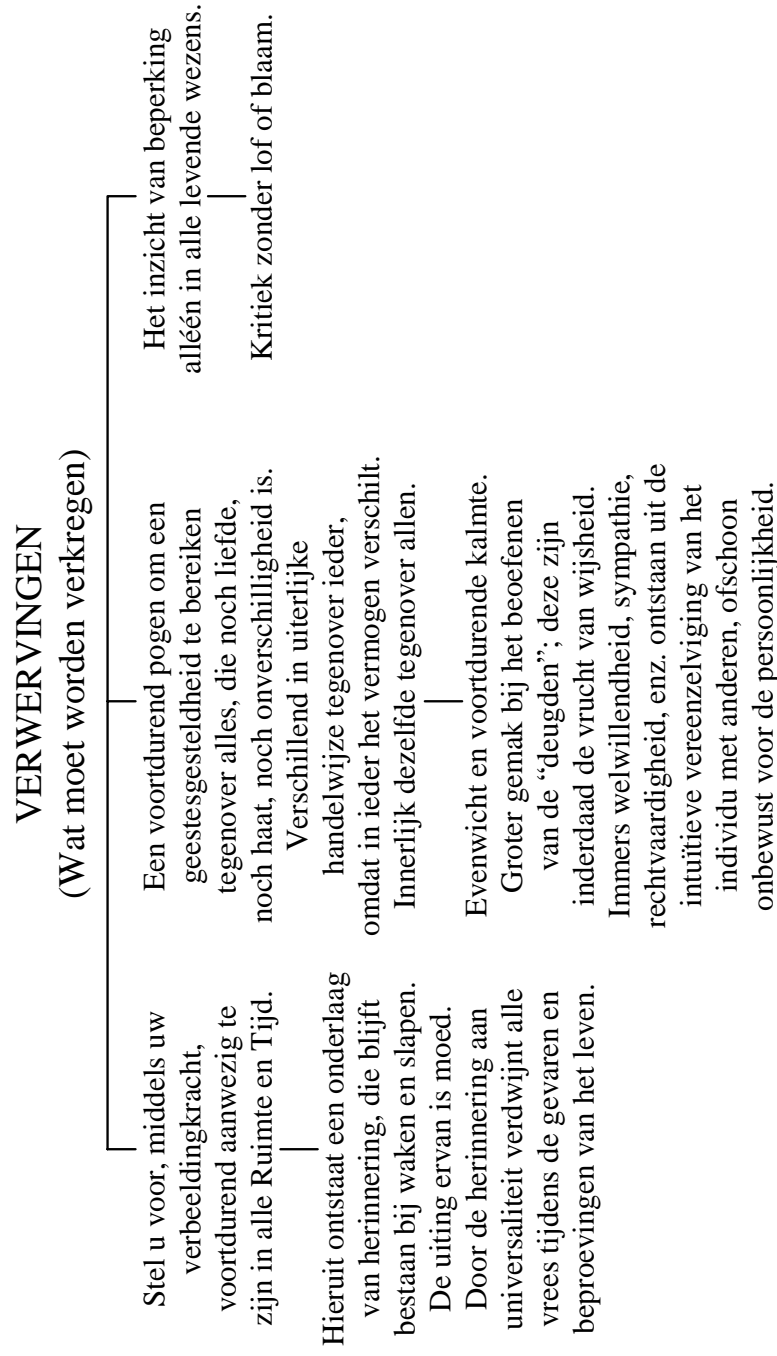 VERWERVINGEN
(Wat moet worden verkregen)
Stel u voor, middels uw
verbeeldingkracht,
voortdurend aanwezig te
zijn in alle Ruimte en Tijd.
Hieruit ontstaat een onderlaag
van herinnering, die blijft
bestaan bij waken en slapen.
De uiting ervan is moed.
Door de herinnering aan
universaliteit verdwijnt alle
vrees tijdens de gevaren en
beproevingen van het leven.
Een voortdurend pogen om een
geestesgesteldheid te bereiken
tegenover alles, die noch liefde,
noch haat, noch onverschilligheid is.
Verschillend in uiterlijke
handelwijze tegenover ieder,
omdat in ieder het vermogen verschilt.
Innerlijk dezelfde tegenover allen.
Evenwicht en voortdurende kalmte.
Groter gemak bij het beoefenen
van de “deugden”; deze zijn
inderdaad de vrucht van wijsheid.
Immers welwillendheid, sympathie,
rechtvaardigheid, enz. ontstaan uit de
intuïtieve vereenzelviging van het
individu met anderen, ofschoon
onbewust voor de persoonlijkheid.
Het inzicht van beperking
alléén in alle levende wezens.
Kritiek zonder lof of blaam.